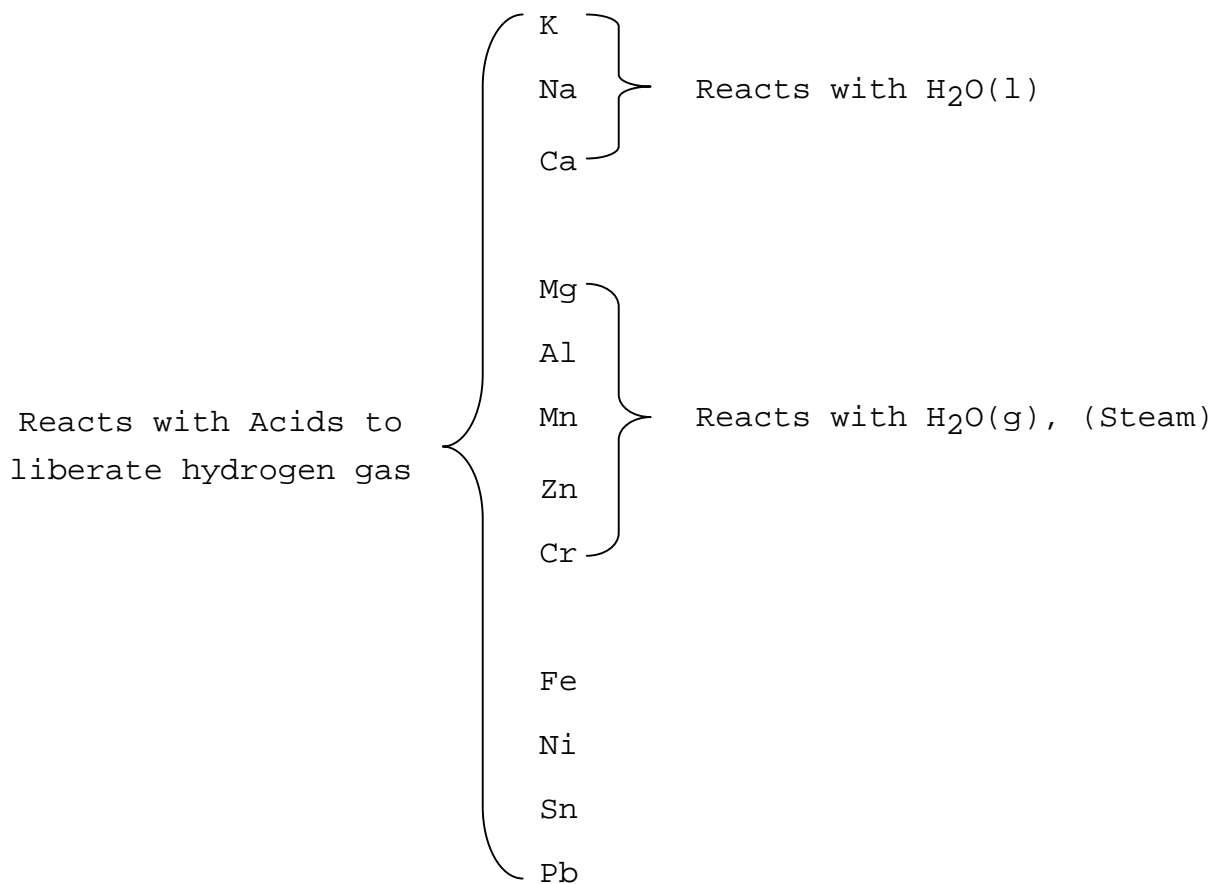 K
Na
Reacts with H₂O(l)
Ca
Mg
Al
Reacts with Acids to
liberate hydrogen gas
Mn
Reacts with H₂O(g), (Steam)
Zn
Cr
Fe
Ni
Sn
Pb